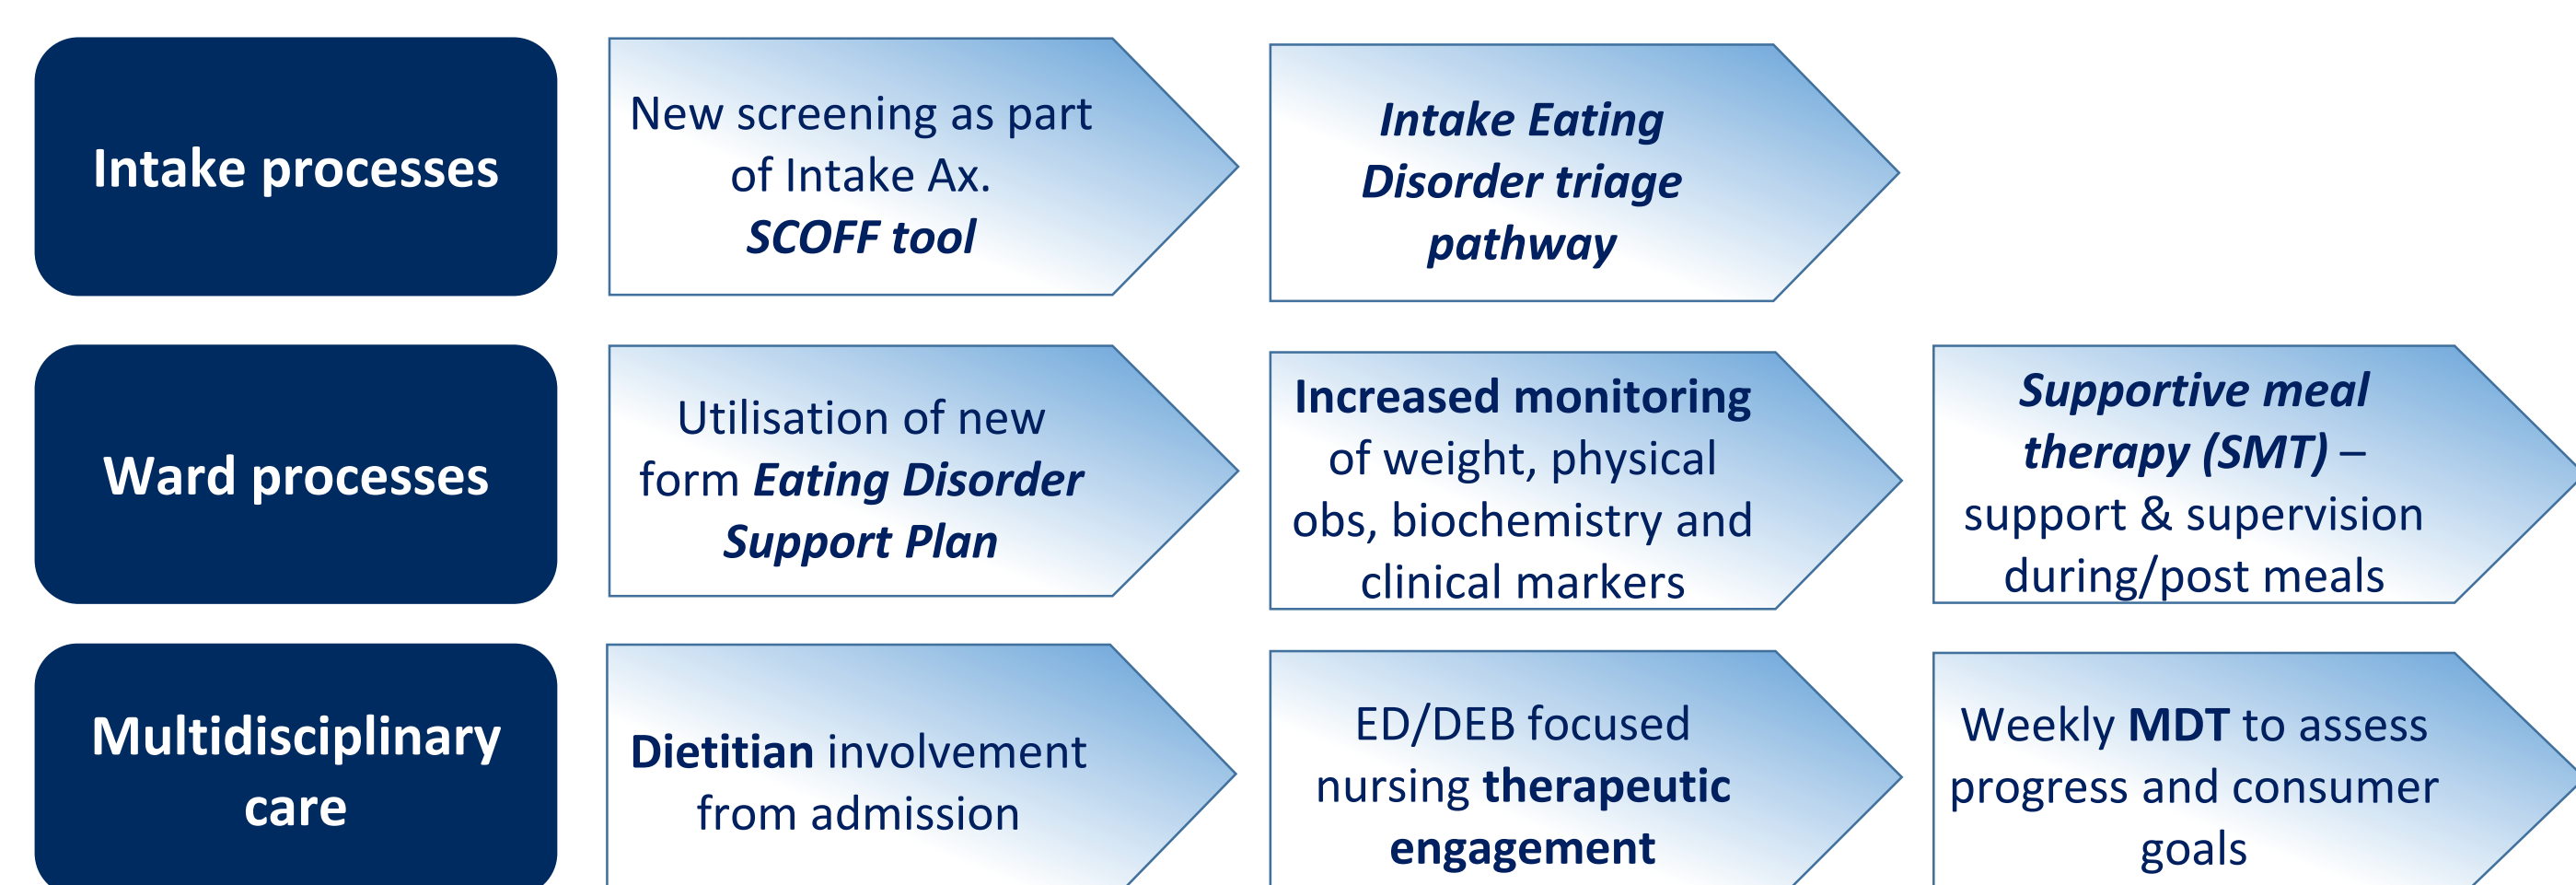 Intake processes
New screening as part
of Intake Ax.
SCOFF tool
Intake Eating
Disorder triage
pathway
Ward processes
Utilisation of new
form Eating Disorder
Support Plan
Increased monitoring
of weight, physical
obs, biochemistry and
clinical markers
Supportive meal
therapy (SMT) –
support & supervision
during/post meals
Multidisciplinary
care
Dietitian involvement
from admission
ED/DEB focused
nursing therapeutic
engagement
Weekly MDT to assess
progress and consumer
goals